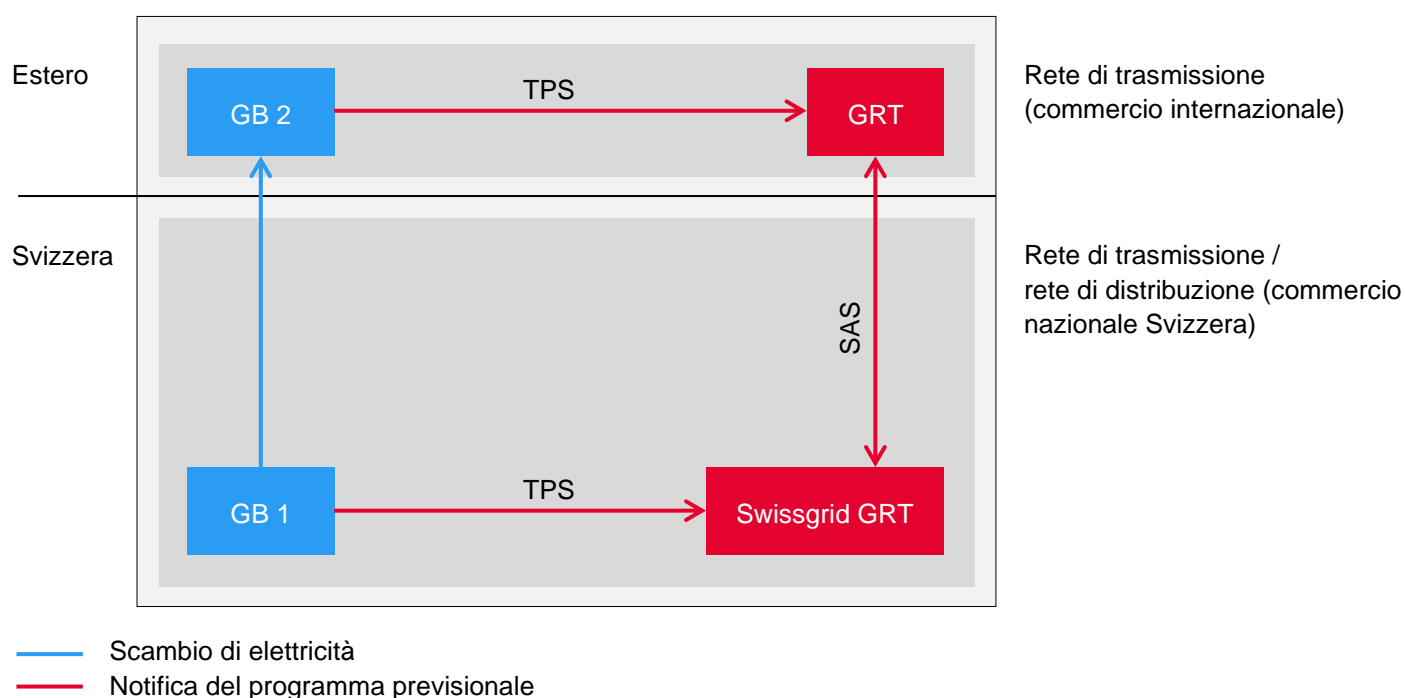 Estero
GB 2
TPS
GRT
Rete di trasmissione
(commercio internazionale)
Svizzera
Rete di trasmissione /
rete di distribuzione (commercio
nazionale Svizzera)
SAS
GB 1
TPS
Swissgrid GRT
Scambio di elettricità
Notifica del programma previsionale